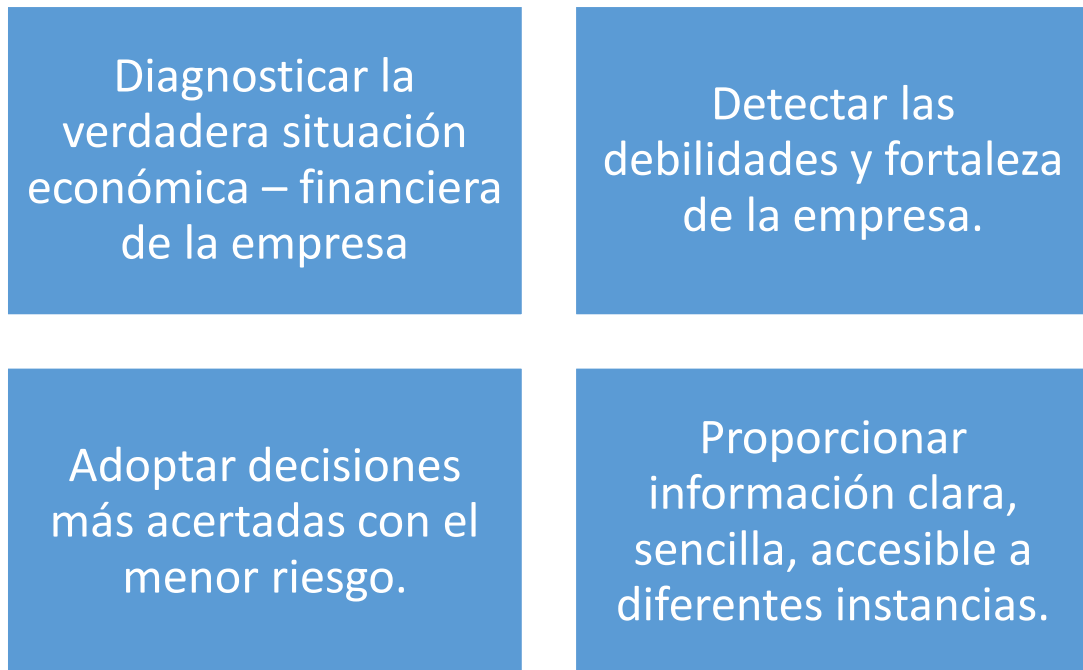 Diagnosticar la
verdadera situación
económica – financiera
de la empresa
Detectar las
debilidades y fortaleza
de la empresa.
Adoptar decisiones
más acertadas con el
menor riesgo.
Proporcionar
información clara,
sencilla, accesible a
diferentes instancias.